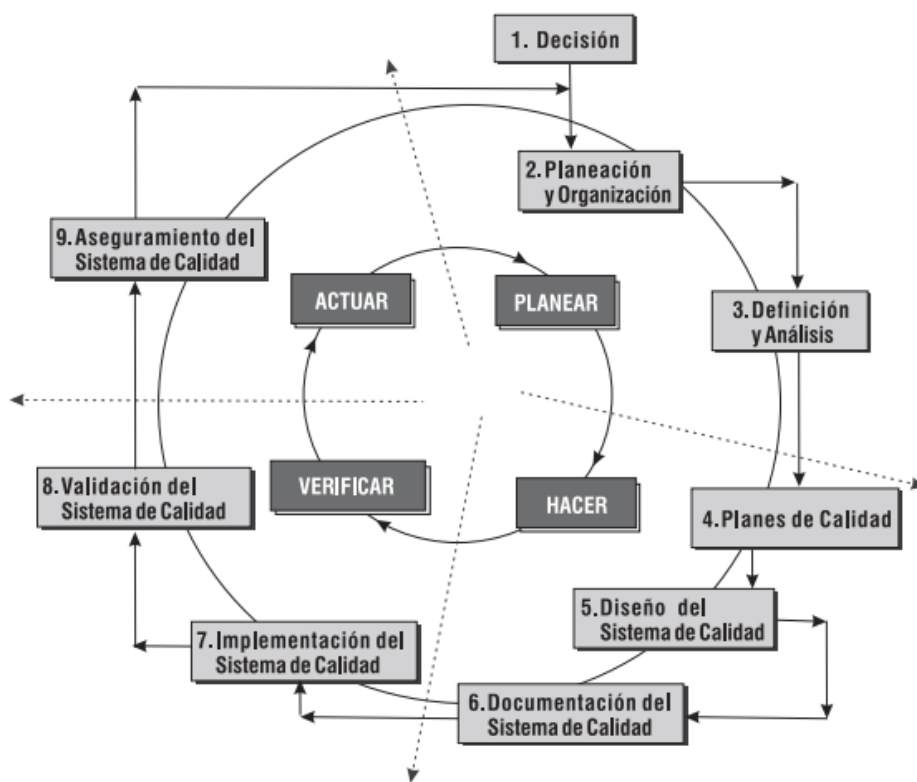 1. Decisión
2. Planeación
y Organización
3. Definición
y Análisis
4. Planes de Calidad
5. Diseño del
Sistema de Calidad
6. Documentación del
Sistema de Calidad
7. Implementación del
Sistema de Calidad
8. Validación del
Sistema de Calidad
9. Aseguramiento del
Sistema de Calidad
ACTUAR
PLANEAR
HACER
VERIFICAR